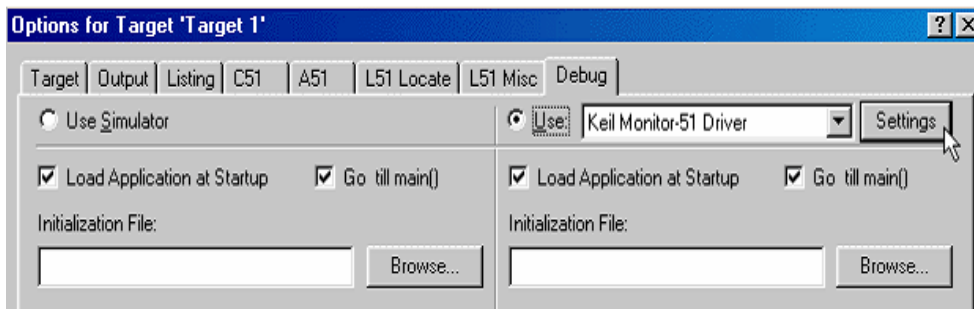 Options for Target 'Target 1'
Target Output Listing C51 A51 L51 Locate L51 Misc Debug
Use Simulator Use: Keil Monitor-51 Driver Settings
Load Application at Startup Go till main() Load Application at Startup Go till main()
Initialization File: Initialization File:
Browse... Browse...